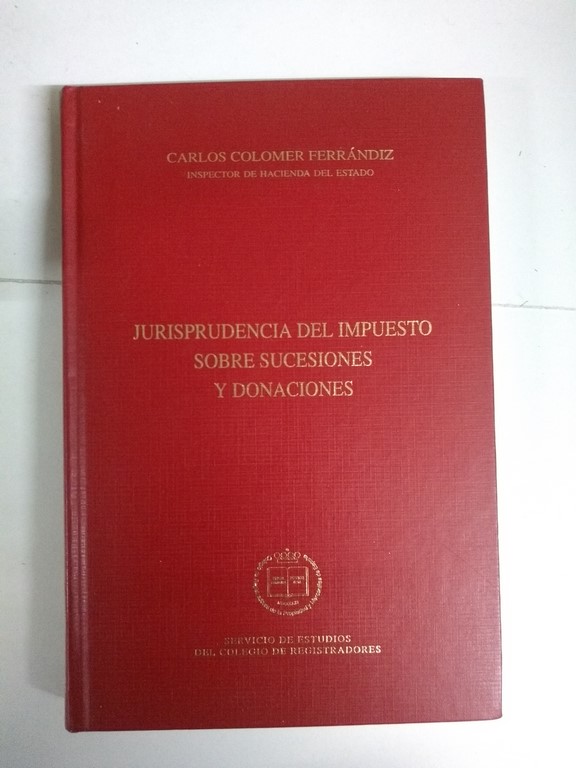 CARLOS COLOMER FERRÁNDIZ
INSPECTOR DE HACIENDA DEL ESTADO
JURISPRUDENCIA DEL IMPUESTO
SOBRE SUCESIONES
Y DONACIONES
SERVICIO DE ESTUDIOS
DEL COLEGIO DE REGISTRADORES